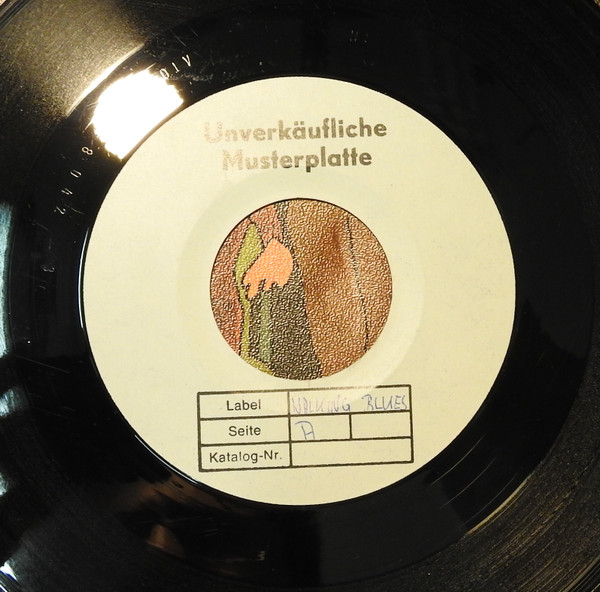 Unverkäufliche
Musterplatte
Label WALKING BLUES
Seite A
Katalog-Nr.